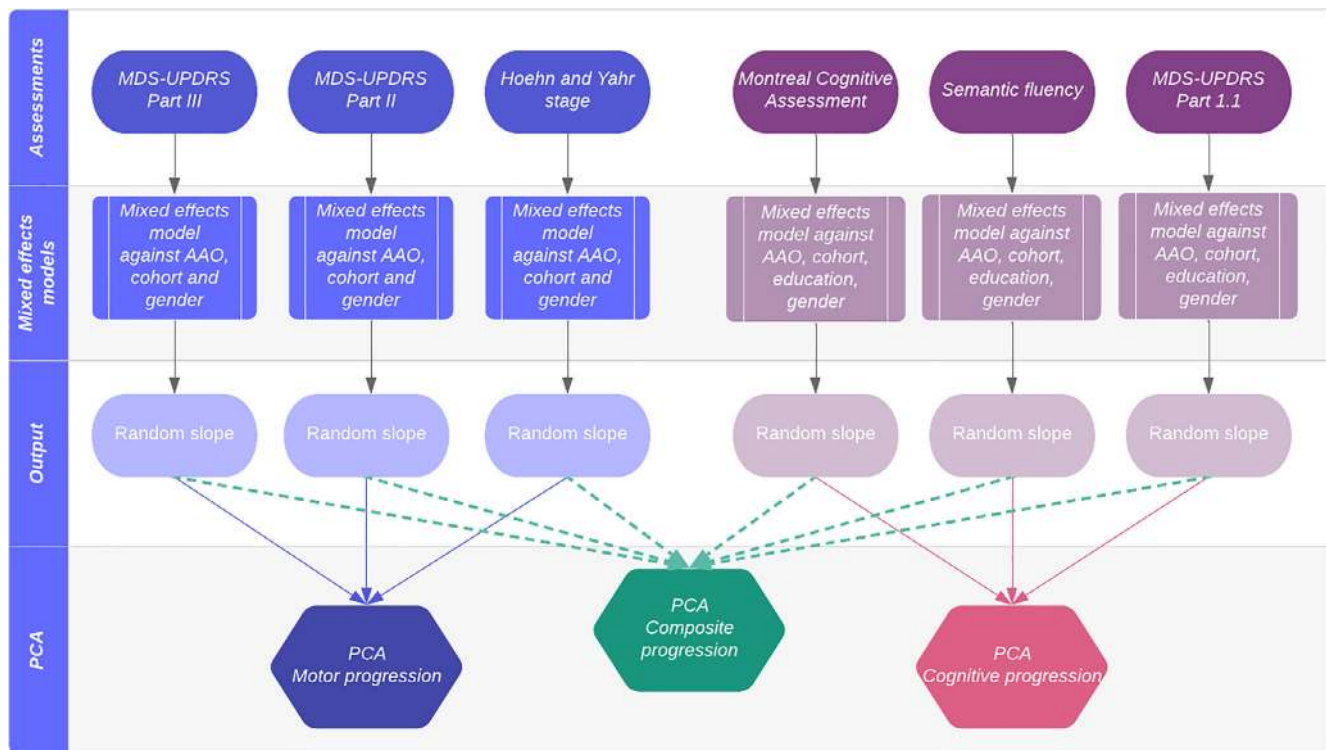 Assessments
MDS-UPDRS
Part III
MDS-UPDRS
Part II
Hoehn and Yahr
stage
Montreal Cognitive
Assessment
Semantic fluency
MDS-UPDRS
Part 1.1
Mixed effects
models
Mixed effects
model
against AAO,
cohort and
gender
Mixed effects
model
against AAO,
cohort and
gender
Mixed effects
model
against AAO,
cohort and
gender
Mixed effects
model against
AAO, cohort,
education,
gender
Mixed effects
model against
AAO, cohort,
education,
gender
Mixed effects
model against
AAO, cohort,
education,
gender
Output
Random slope
Random slope
Random slope
Random slope
Random slope
Random slope
PCA
PCA
Motor progression
PCA
Composite
progression
PCA
Cognitive progression